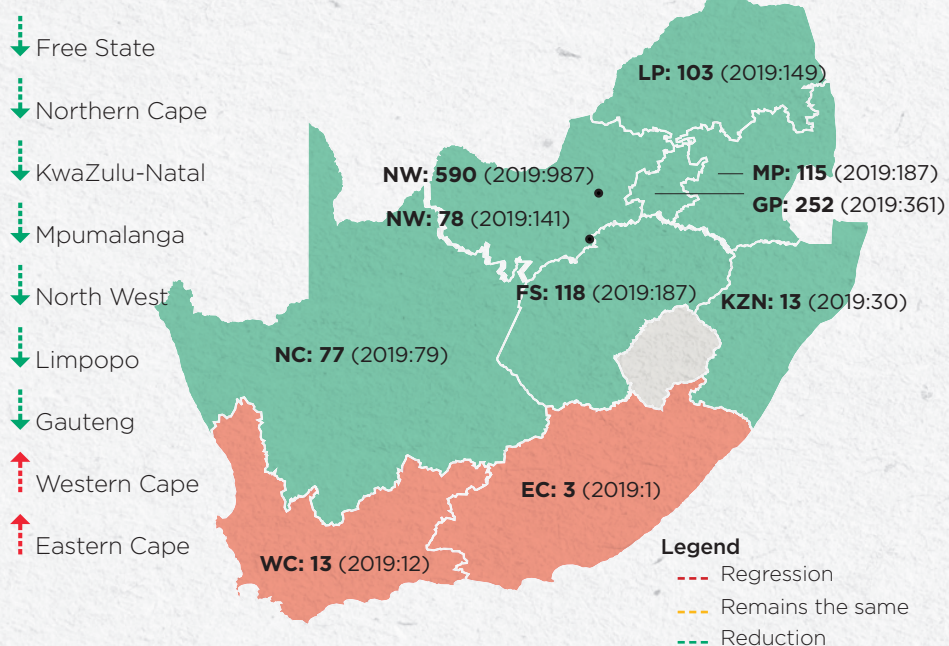 Free State
Northern Cape
KwaZulu-Natal
Mpumalanga
North West
Limpopo
Gauteng
Western Cape
Eastern Cape
LP: 103 (2019:149)
NW: 590 (2019:987)
MP: 115 (2019:187)
GP: 252 (2019:361)
NW: 78 (2019:141)
FS: 118 (2019:187)
KZN: 13 (2019:30)
NC: 77 (2019:79)
EC: 3 (2019:1)
WC: 13 (2019:12)
Legend
Regression
Remains the same
Reduction